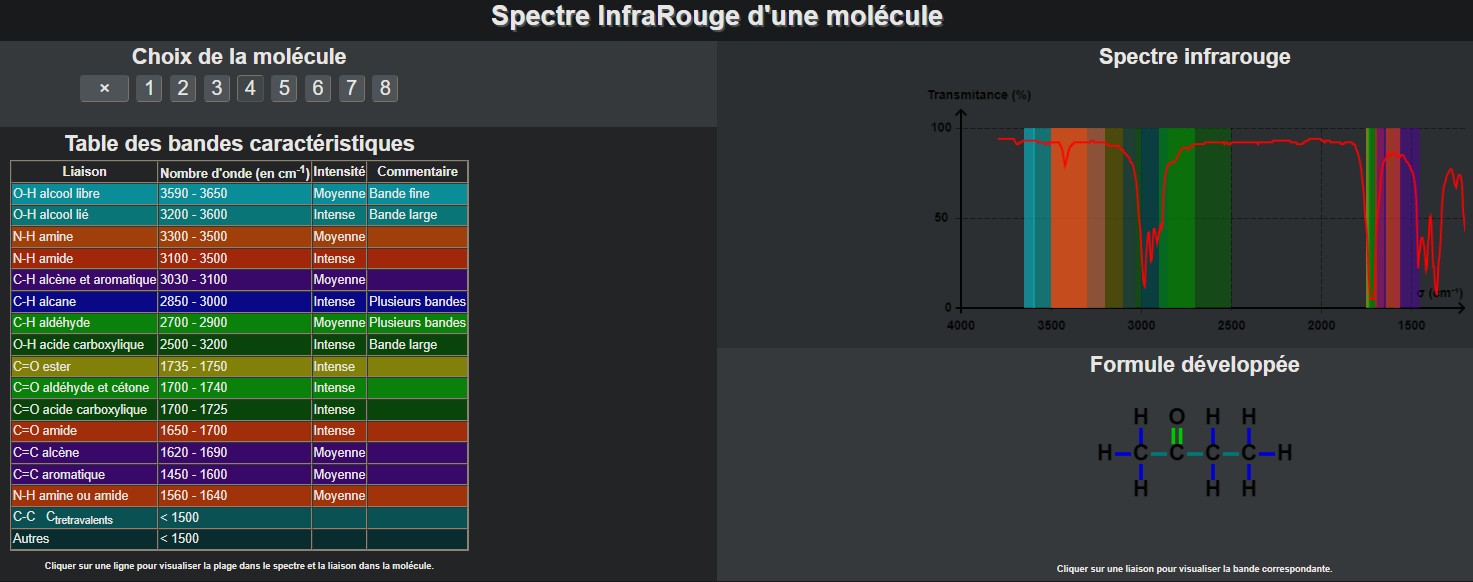 Spectre InfraRouge d'une molécule
Choix de la molécule
× 1 2 3 4 5 6 7 8
Table des bandes caractéristiques
Liaison Nombre d'onde (en cm⁻¹) Intensité Commentaire
O-H alcool libre 3590 - 3650 Moyenne Bande fine
O-H alcool lié 3200 - 3600 Intense Bande large
N-H amine 3300 - 3500 Moyenne
N-H amide 3100 - 3500 Intense
C-H alcène et aromatique 3030 - 3100 Moyenne
C-H alcane 2850 - 3000 Intense Plusieurs bandes
C-H aldéhyde 2700 - 2900 Moyenne Plusieurs bandes
O-H acide carboxylique 2500 - 3200 Intense Bande large
C=O ester 1735 - 1750 Intense
C=O aldéhyde et cétone 1700 - 1740 Intense
C=O acide carboxylique 1700 - 1725 Intense
C=O amide 1650 - 1700 Intense
C=C alcène 1620 - 1690 Moyenne
C=C aromatique 1450 - 1600 Moyenne
N-H amine ou amide 1560 - 1640 Moyenne
C-C Ctretravalents < 1500
Autres < 1500
Cliquer sur une ligne pour visualiser la plage dans le spectre et la liaison dans la molécule.
Spectre infrarouge
Transmitance (%)
100
50
0
σ (cm⁻¹)
4000 3500 3000 2500 2000 1500
Formule développée
H O H H
H C C C C H
H H H
Cliquer sur une liaison pour visualiser la bande correspondante.